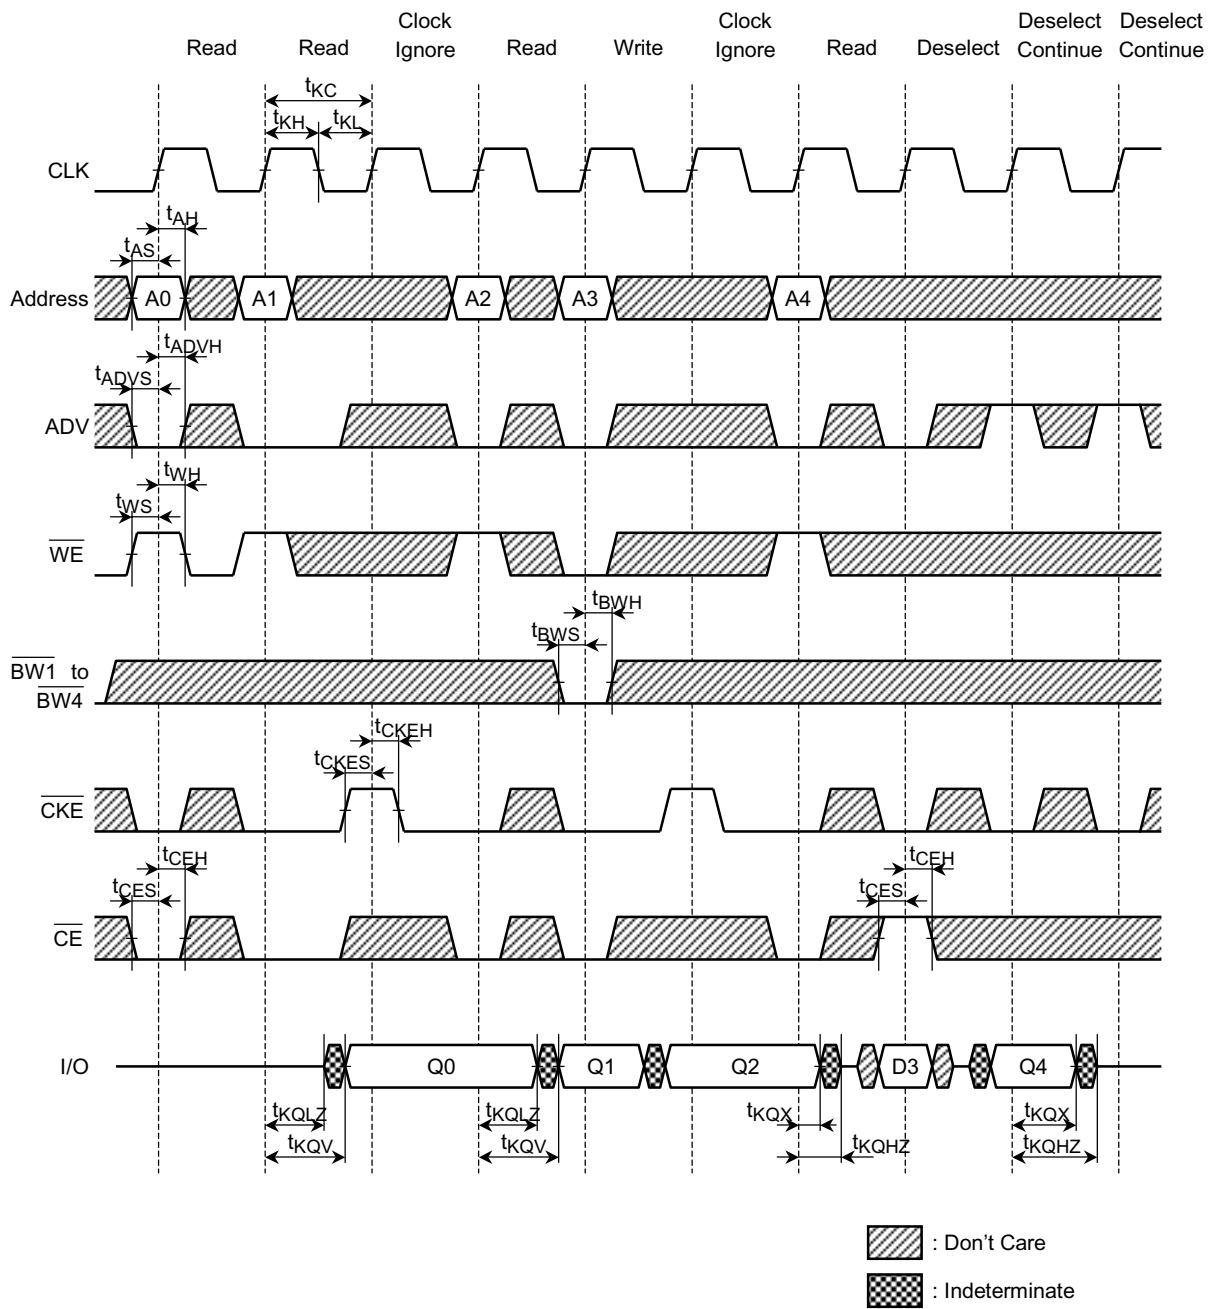 Read Read Clock Ignore Read Write Clock Ignore Read Deselect Deselect Continue Deselect Continue
tKC
tKH tKL
CLK
tAH
tAS
Address A0 A1 A2 A3 A4
tADVH
tADVS
ADV
tWH
tWS
WE
tBWH
tBWS
BW1 to
BW4
tCKEH
tCKES
CKE
tCEH tCEH
tCES tCES
CE
I/O Q0 Q1 Q2 D3 Q4
tKQLZ tKQLZ tKQX tKQX
tKQV tKQV tKQHZ tKQHZ
: Don't Care
: Indeterminate